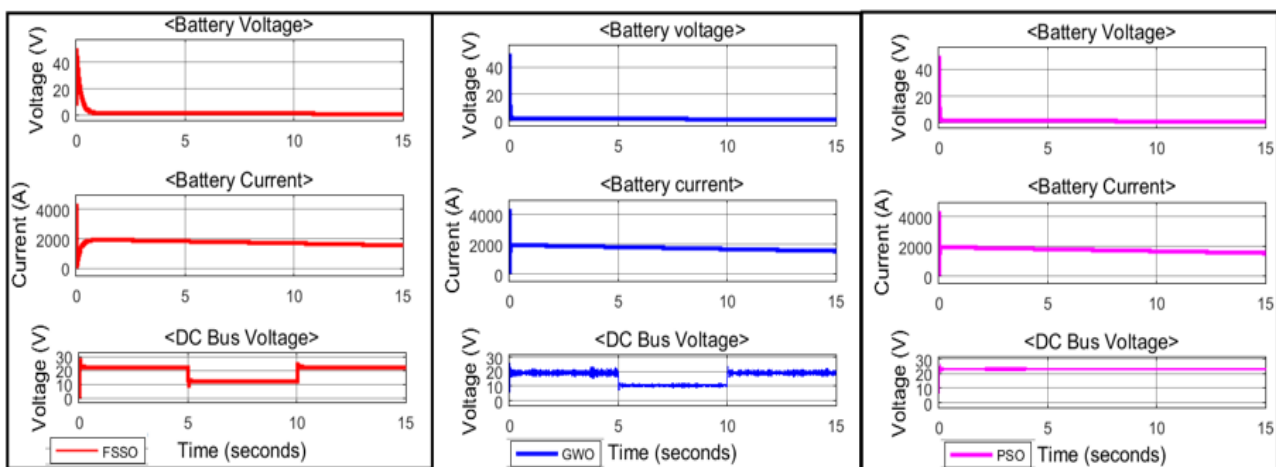 <Battery Voltage>
Voltage (V)
40
20
0
0 5 10 15
<Battery Current>
Current (A)
4000
2000
0
0 5 10 15
<DC Bus Voltage>
Voltage (V)
30
20
10
0
0 5 10 15
FSSO
Time (seconds)
<Battery voltage>
Voltage (V)
40
20
0
0 5 10 15
<Battery current>
Current (A)
4000
2000
0
0 5 10 15
<DC Bus Voltage>
Voltage (V)
30
20
10
0
0 5 10 15
GWO
Time (seconds)
<Battery Voltage>
Voltage (V)
40
20
0
0 5 10 15
<Battery Current>
Current (A)
4000
2000
0
0 5 10 15
<DC Bus Voltage>
Voltage (V)
30
20
10
0
0 5 10 15
PSO
Time (seconds)